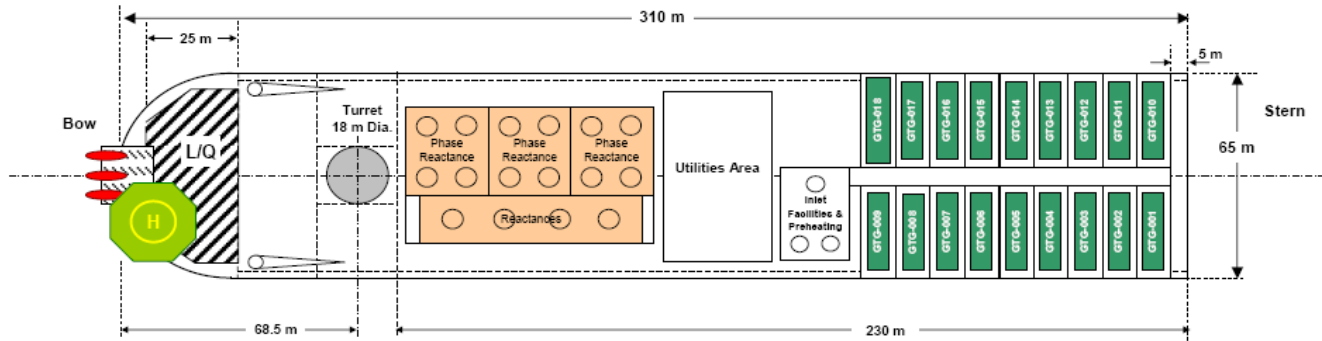 310 m
25 m
5 m
Bow
L/Q
H
Turret
18 m Dia.
Phase
Reactance
Phase
Reactance
Phase
Reactance
Reactances
Utilities Area
Inlet
Facilities &
Preheating
GTG-018
GTG-017
GTG-016
GTG-015
GTG-014
GTG-013
GTG-012
GTG-011
GTG-010
GTG-009
GTG-008
GTG-007
GTG-006
GTG-005
GTG-004
GTG-003
GTG-002
GTG-001
Stern
65 m
68.5 m
230 m